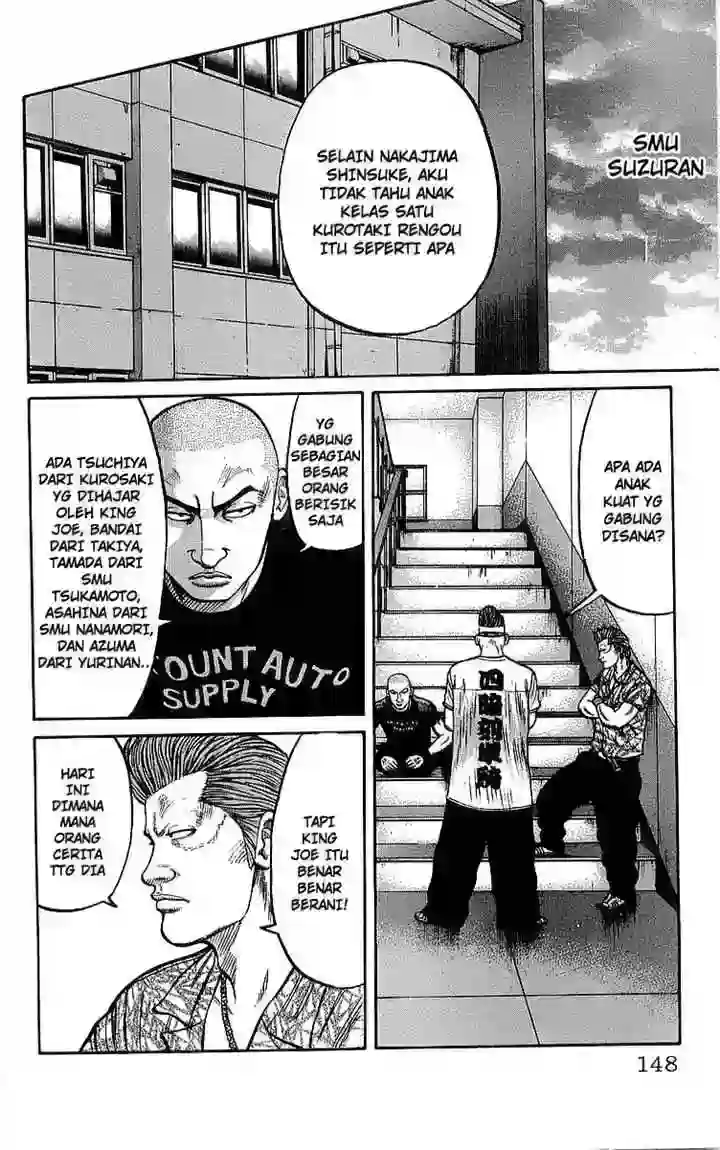 SMU
SUZURAN
SELAIN NAKAJIMA
SHINSUKE, AKU
TIDAK TAHU ANAK
KELAS SATU
KUROTAKI RENGOU
ITU SEPERTI APA
APA ADA
ANAK
KUAT YG
GABUNG
DISANA?
YG
GABUNG
SEBAGIAN
BESAR
ORANG
BERISIK
SAJA
ADA TSUCHIYA
DARI KUROSAKI
YG DIHAJAR
OLEH KING
JOE, BANDAI
DARI TAKIYA,
TAMADA DARI
SMU
TSUKAMOTO,
ASAHINA DARI
SMU NANAMORI,
DAN AZUMA
DARI YURINAN..
OUNT AUTO
SUPPLY
TAPI
KING
JOE ITU
BENAR
BENAR
BERANI!
HARI
INI
DIMANA
MANA
ORANG
CERITA
TTG DIA
148